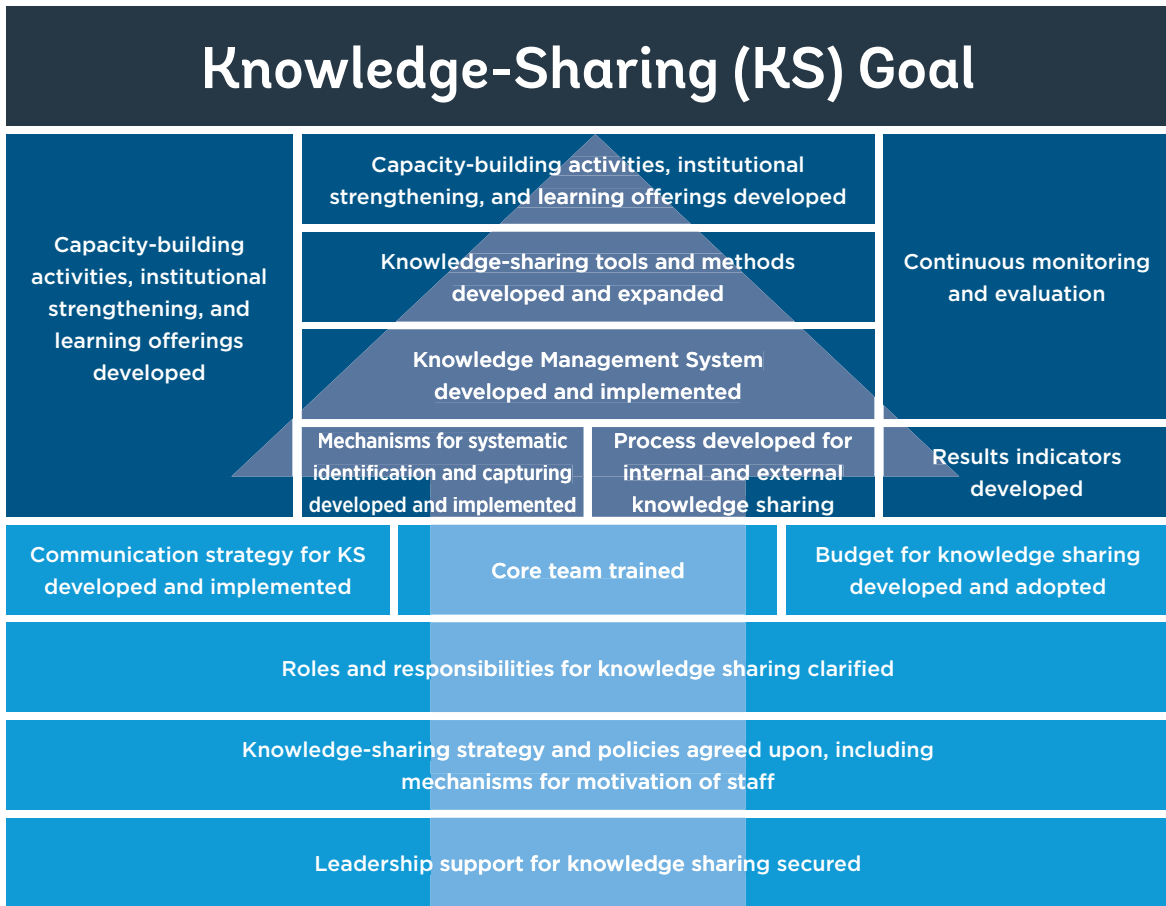 Knowledge-Sharing (KS) Goal
Capacity-building
activities, institutional
strengthening, and
learning offerings
developed
Capacity-building activities, institutional
strengthening, and learning offerings developed
Knowledge-sharing tools and methods
developed and expanded
Knowledge Management System
developed and implemented
Mechanisms for systematic
identification and capturing
developed and implemented
Process developed for
internal and external
knowledge sharing
Continuous monitoring
and evaluation
Results indicators
developed
Communication strategy for KS
developed and implemented
Core team trained
Budget for knowledge sharing
developed and adopted
Roles and responsibilities for knowledge sharing clarified
Knowledge-sharing strategy and policies agreed upon, including
mechanisms for motivation of staff
Leadership support for knowledge sharing secured